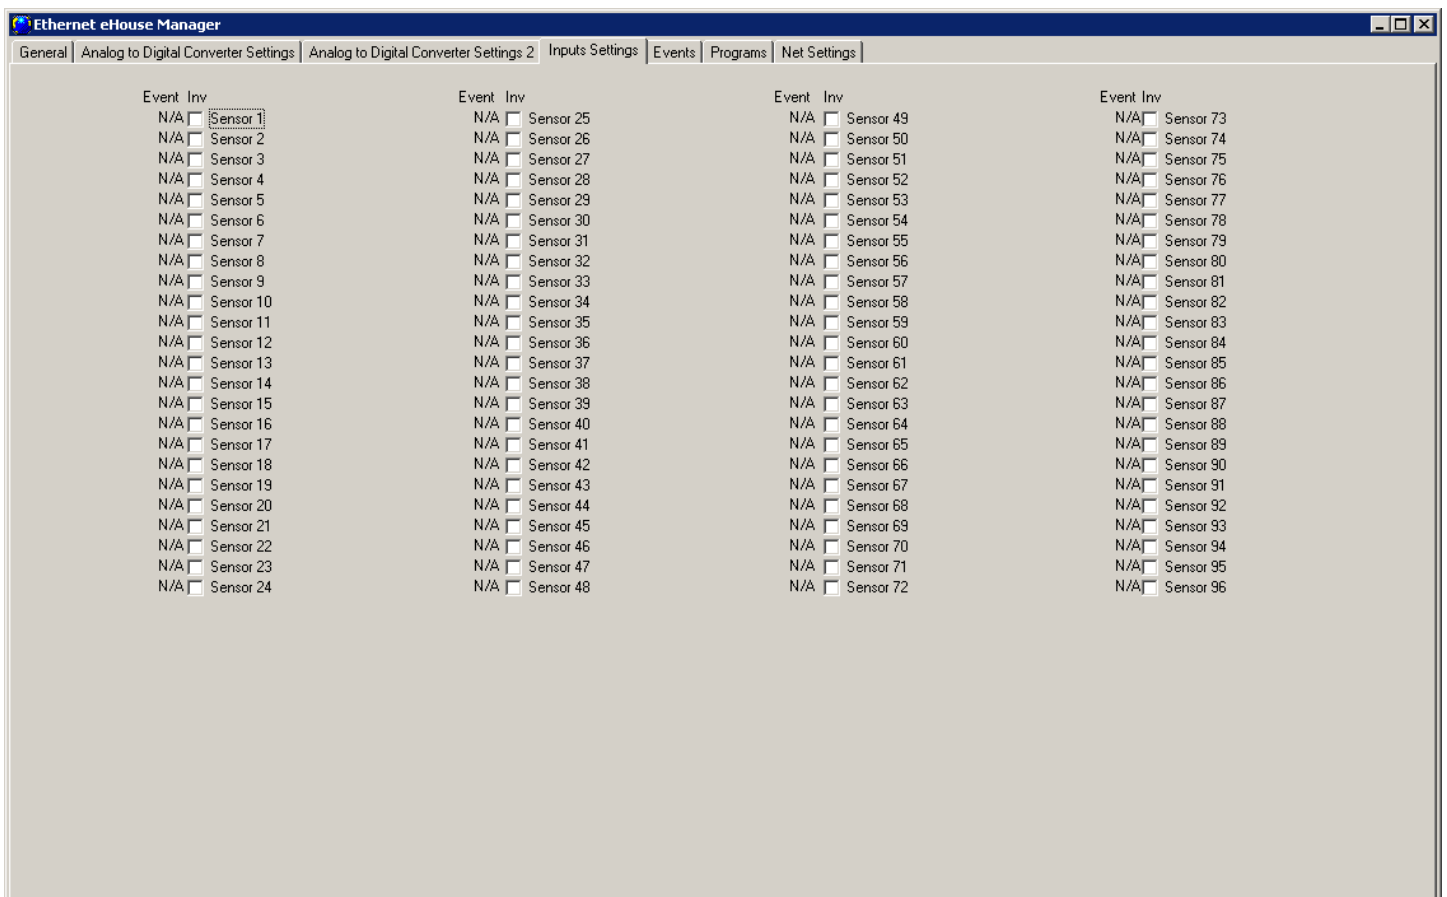 Ethernet eHouse Manager
General Analog to Digital Converter Settings Analog to Digital Converter Settings 2 Inputs Settings Events Programs Net Settings
Event Inv Event Inv Event Inv Event Inv
N/A Sensor 1 N/A Sensor 25 N/A Sensor 49 N/A Sensor 73
N/A Sensor 2 N/A Sensor 26 N/A Sensor 50 N/A Sensor 74
N/A Sensor 3 N/A Sensor 27 N/A Sensor 51 N/A Sensor 75
N/A Sensor 4 N/A Sensor 28 N/A Sensor 52 N/A Sensor 76
N/A Sensor 5 N/A Sensor 29 N/A Sensor 53 N/A Sensor 77
N/A Sensor 6 N/A Sensor 30 N/A Sensor 54 N/A Sensor 78
N/A Sensor 7 N/A Sensor 31 N/A Sensor 55 N/A Sensor 79
N/A Sensor 8 N/A Sensor 32 N/A Sensor 56 N/A Sensor 80
N/A Sensor 9 N/A Sensor 33 N/A Sensor 57 N/A Sensor 81
N/A Sensor 10 N/A Sensor 34 N/A Sensor 58 N/A Sensor 82
N/A Sensor 11 N/A Sensor 35 N/A Sensor 59 N/A Sensor 83
N/A Sensor 12 N/A Sensor 36 N/A Sensor 60 N/A Sensor 84
N/A Sensor 13 N/A Sensor 37 N/A Sensor 61 N/A Sensor 85
N/A Sensor 14 N/A Sensor 38 N/A Sensor 62 N/A Sensor 86
N/A Sensor 15 N/A Sensor 39 N/A Sensor 63 N/A Sensor 87
N/A Sensor 16 N/A Sensor 40 N/A Sensor 64 N/A Sensor 88
N/A Sensor 17 N/A Sensor 41 N/A Sensor 65 N/A Sensor 89
N/A Sensor 18 N/A Sensor 42 N/A Sensor 66 N/A Sensor 90
N/A Sensor 19 N/A Sensor 43 N/A Sensor 67 N/A Sensor 91
N/A Sensor 20 N/A Sensor 44 N/A Sensor 68 N/A Sensor 92
N/A Sensor 21 N/A Sensor 45 N/A Sensor 69 N/A Sensor 93
N/A Sensor 22 N/A Sensor 46 N/A Sensor 70 N/A Sensor 94
N/A Sensor 23 N/A Sensor 47 N/A Sensor 71 N/A Sensor 95
N/A Sensor 24 N/A Sensor 48 N/A Sensor 72 N/A Sensor 96